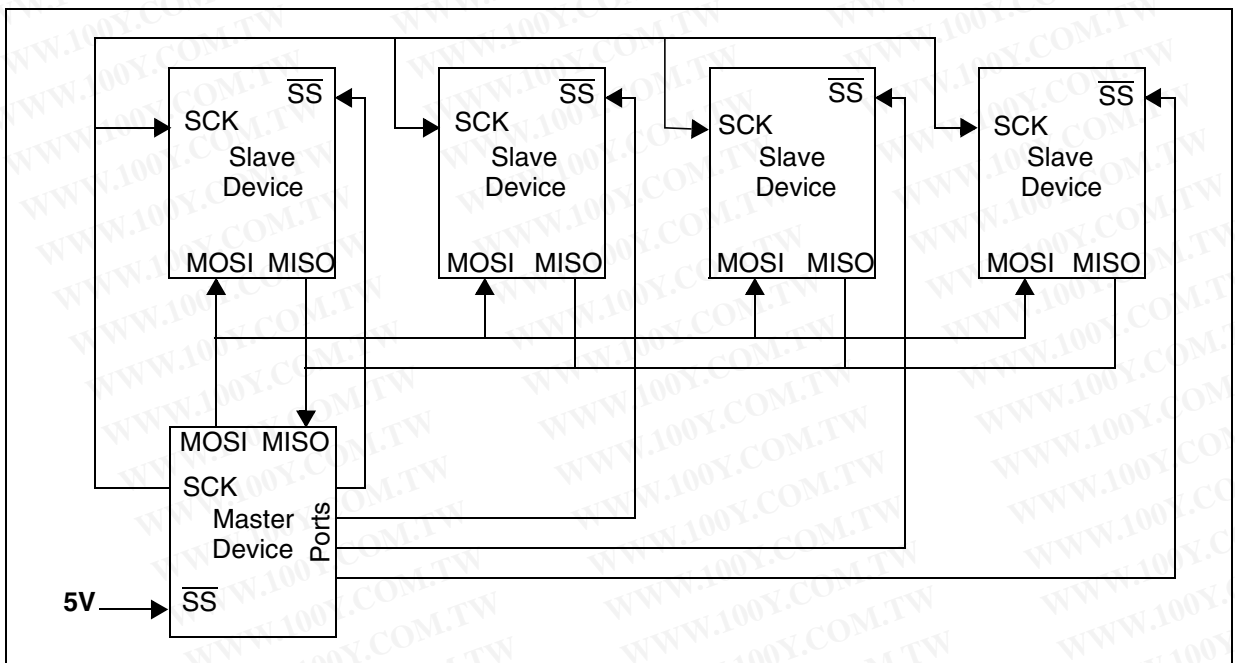 SS SS SS SS
SCK SCK SCK SCK
Slave Slave Slave Slave
Device Device Device Device
MOSI MISO MOSI MISO MOSI MISO MOSI MISO
MOSI MISO
SCK
Master
Device
Ports
5V SS
WWW.100Y.COM.TW